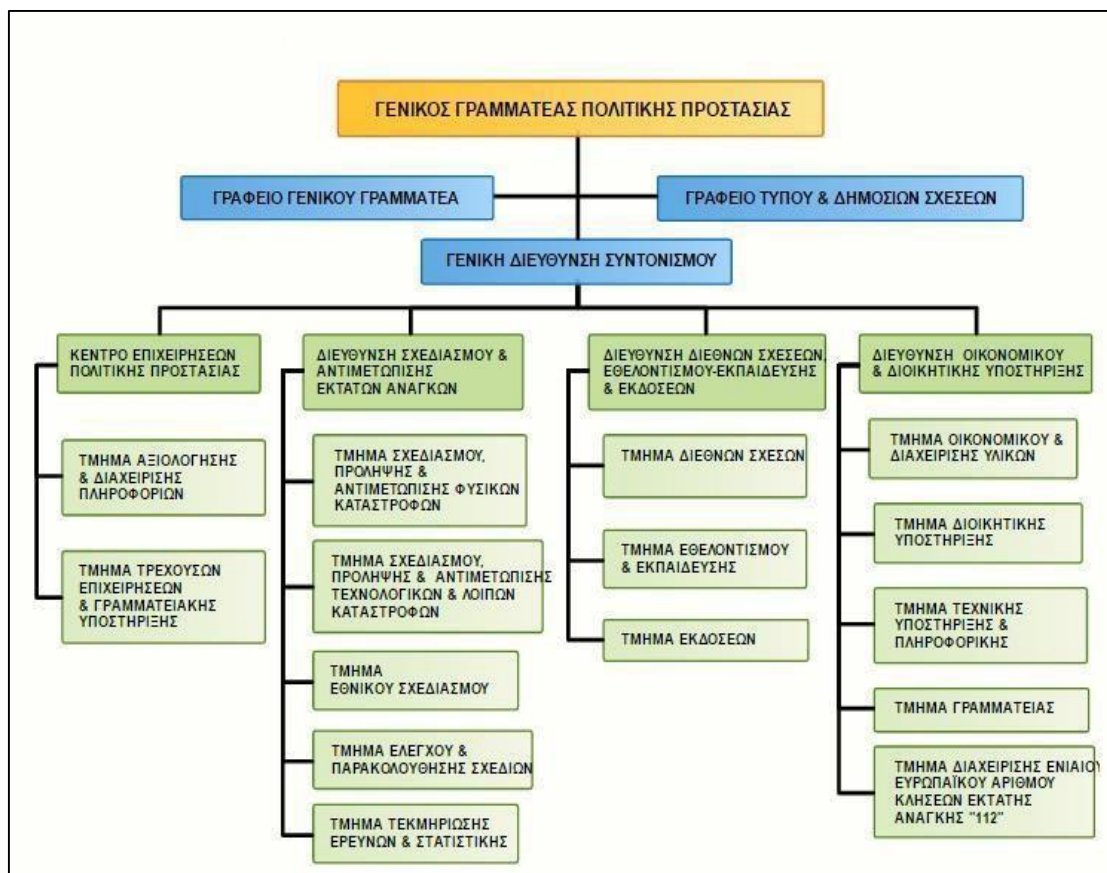 ΓΕΝΙΚΟΣ ΓΡΑΜΜΑΤΕΑΣ ΠΟΛΙΤΙΚΗΣ ΠΡΟΣΤΑΣΙΑΣ
ΓΡΑΦΕΙΟ ΓΕΝΙΚΟΥ ΓΡΑΜΜΑΤΕΑ
ΓΡΑΦΕΙΟ ΤΥΠΟΥ & ΔΗΜΟΣΙΩΝ ΣΧΕΣΕΩΝ
ΓΕΝΙΚΗ ΔΙΕΥΘΥΝΣΗ ΣΥΝΤΟΝΙΣΜΟΥ
ΚΕΝΤΡΟ ΕΠΙΧΕΙΡΗΣΕΩΝ
ΠΟΛΙΤΙΚΗΣ ΠΡΟΣΤΑΣΙΑΣ
ΤΜΗΜΑ ΑΞΙΟΛΟΓΗΣΗΣ
& ΔΙΑΧΕΙΡΙΣΗΣ
ΠΛΗΡΟΦΟΡΙΩΝ
ΤΜΗΜΑ ΤΡΕΧΟΥΣΩΝ
ΕΠΙΧΕΙΡΗΣΕΩΝ
& ΓΡΑΜΜΑΤΕΙΑΚΗΣ
ΥΠΟΣΤΗΡΙΞΗΣ
ΔΙΕΥΘΥΝΣΗ ΣΧΕΔΙΑΣΜΟΥ &
ΑΝΤΙΜΕΤΩΠΙΣΗΣ
ΕΚΤΑΤΩΝ ΑΝΑΓΚΩΝ
ΤΜΗΜΑ ΣΧΕΔΙΑΣΜΟΥ,
ΠΡΟΛΗΨΗΣ &
ΑΝΤΙΜΕΤΩΠΙΣΗΣ ΦΥΣΙΚΩΝ
ΚΑΤΑΣΤΡΟΦΩΝ
ΤΜΗΜΑ ΣΧΕΔΙΑΣΜΟΥ,
ΠΡΟΛΗΨΗΣ & ΑΝΤΙΜΕΤΩΠΙΣΗΣ
ΤΕΧΝΟΛΟΓΙΚΩΝ & ΛΟΙΠΩΝ
ΚΑΤΑΣΤΡΟΦΩΝ
ΤΜΗΜΑ
ΕΘΝΙΚΟΥ ΣΧΕΔΙΑΣΜΟΥ
ΤΜΗΜΑ ΕΛΕΓΧΟΥ &
ΠΑΡΑΚΟΛΟΥΘΗΣΗΣ ΣΧΕΔΙΩΝ
ΤΜΗΜΑ ΤΕΚΜΗΡΙΩΣΗΣ
ΕΡΕΥΝΩΝ & ΣΤΑΤΙΣΤΙΚΗΣ
ΔΙΕΥΘΥΝΣΗ ΔΙΕΘΝΩΝ ΣΧΕΣΕΩΝ,
ΕΘΕΛΟΝΤΙΣΜΟΥ-ΕΚΠΑΙΔΕΥΣΗΣ
& ΕΚΔΟΣΕΩΝ
ΤΜΗΜΑ ΔΙΕΘΝΩΝ ΣΧΕΣΩΝ
ΤΜΗΜΑ ΕΘΕΛΟΝΤΙΣΜΟΥ
& ΕΚΠΑΙΔΕΥΣΗΣ
ΤΜΗΜΑ ΕΚΔΟΣΕΩΝ
ΔΙΕΥΘΥΝΣΗ ΟΙΚΟΝΟΜΙΚΟΥ
& ΔΙΟΙΚΗΤΙΚΗΣ ΥΠΟΣΤΗΡΙΞΗΣ
ΤΜΗΜΑ ΟΙΚΟΝΟΜΙΚΟΥ &
ΔΙΑΧΕΙΡΙΣΗΣ ΥΛΙΚΩΝ
ΤΜΗΜΑ ΔΙΟΙΚΗΤΙΚΗΣ
ΥΠΟΣΤΗΡΙΞΗΣ
ΤΜΗΜΑ ΤΕΧΝΙΚΗΣ
ΥΠΟΣΤΗΡΙΞΗΣ &
ΠΛΗΡΟΦΟΡΙΚΗΣ
ΤΜΗΜΑ ΓΡΑΜΜΑΤΕΙΑΣ
ΤΜΗΜΑ ΔΙΑΧΕΙΡΙΣΗΣ ΕΝΙΑΙΟΥ
ΕΥΡΩΠΑΪΚΟΥ ΑΡΙΘΜΟΥ
ΚΛΗΣΕΩΝ ΕΚΤΑΤΗΣ
ΑΝΑΓΚΗΣ "112"